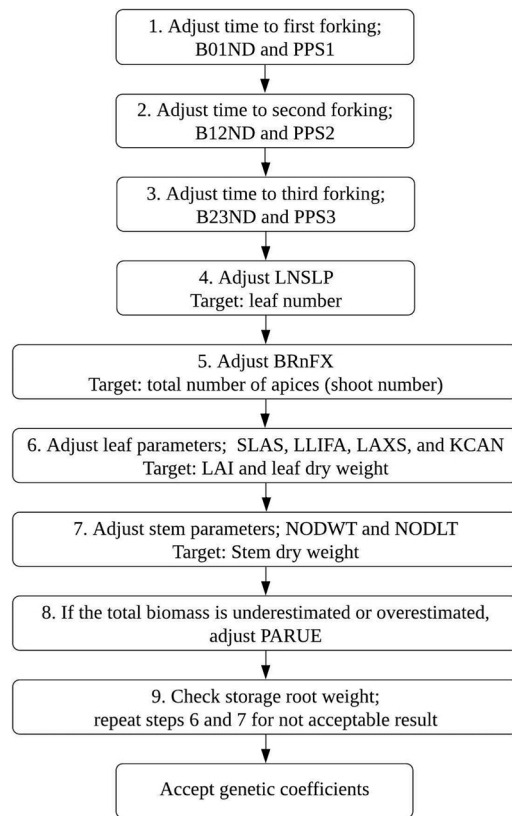 1. Adjust time to first forking;
B01ND and PPS1
2. Adjust time to second forking;
B12ND and PPS2
3. Adjust time to third forking;
B23ND and PPS3
4. Adjust LNSLP
Target: leaf number
5. Adjust BRnFX
Target: total number of apices (shoot number)
6. Adjust leaf parameters; SLAS, LLIFA, LAXS, and KCAN
Target: LAI and leaf dry weight
7. Adjust stem parameters; NODWT and NODLT
Target: Stem dry weight
8. If the total biomass is underestimated or overestimated,
adjust PARUE
9. Check storage root weight;
repeat steps 6 and 7 for not acceptable result
Accept genetic coefficients